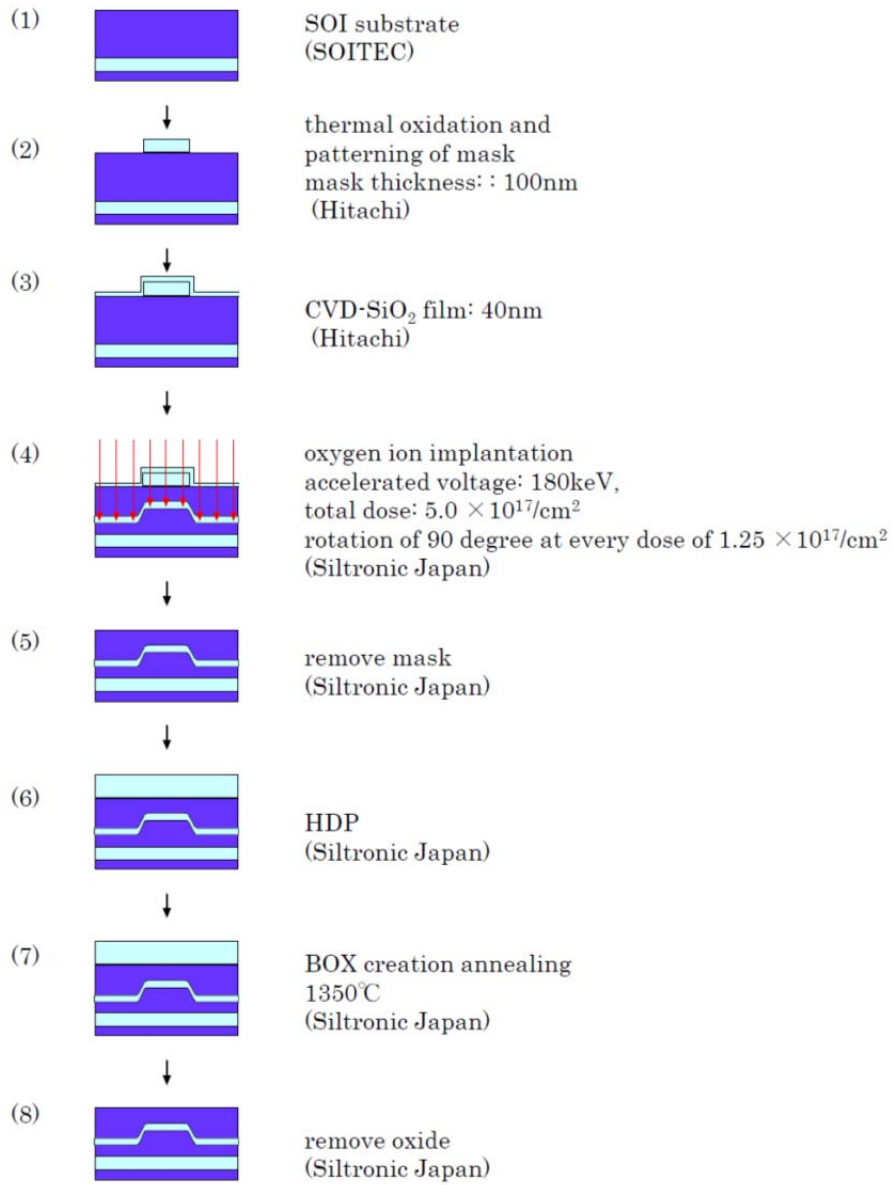 (1)
SOI substrate
(SOITEC)
(2)
thermal oxidation and
patterning of mask
mask thickness: : 100nm
(Hitachi)
(3)
CVD-SiO₂ film: 40nm
(Hitachi)
(4)
oxygen ion implantation
accelerated voltage: 180keV,
total dose: 5.0 ×10¹⁷/cm²
rotation of 90 degree at every dose of 1.25 ×10¹⁷/cm²
(Siltronic Japan)
(5)
remove mask
(Siltronic Japan)
(6)
HDP
(Siltronic Japan)
(7)
BOX creation annealing
1350℃
(Siltronic Japan)
(8)
remove oxide
(Siltronic Japan)